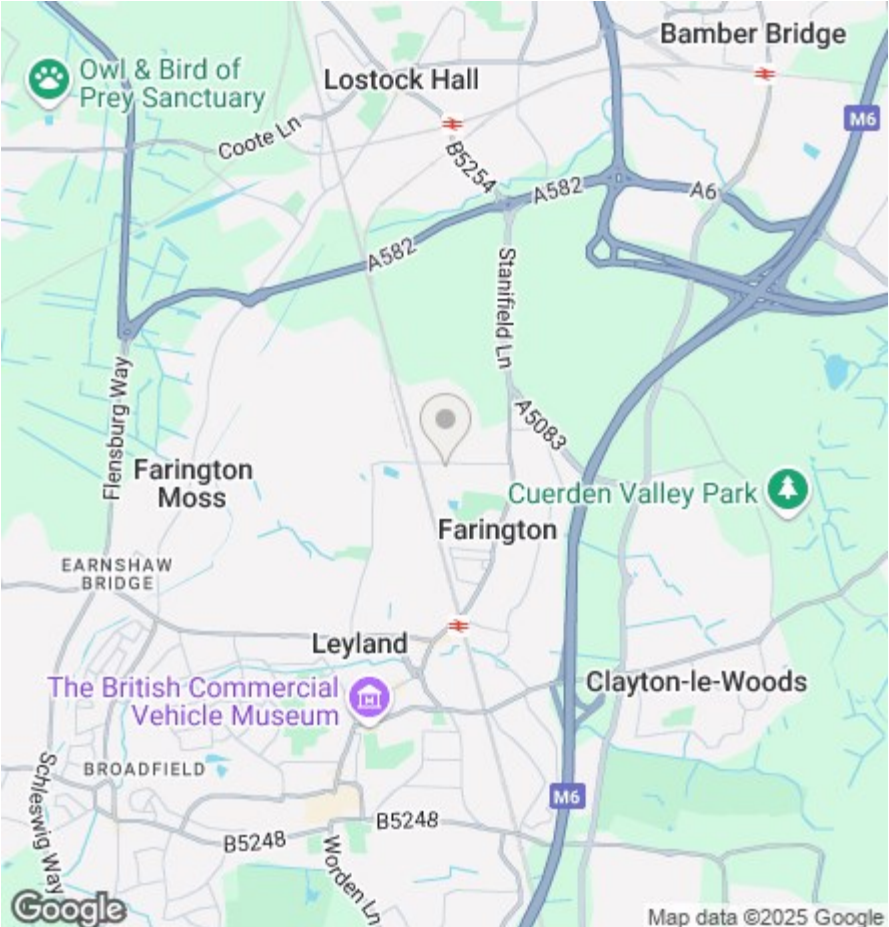 Bamber Bridge
Owl & Bird of
Prey Sanctuary
Lostock Hall
M6
Coote Ln
B5254
A582
A6
A582
Stanifield Ln
Flensburg Way
A5083
Farington
Moss
Cuerden Valley Park
Farington
EARNSHAW
BRIDGE
Leyland
Clayton-le-Woods
The British Commercial
Vehicle Museum
BROADFIELD
Schleswig Way
M6
B5248
B5248
Worden Ln
Google
Map data ©2025 Google